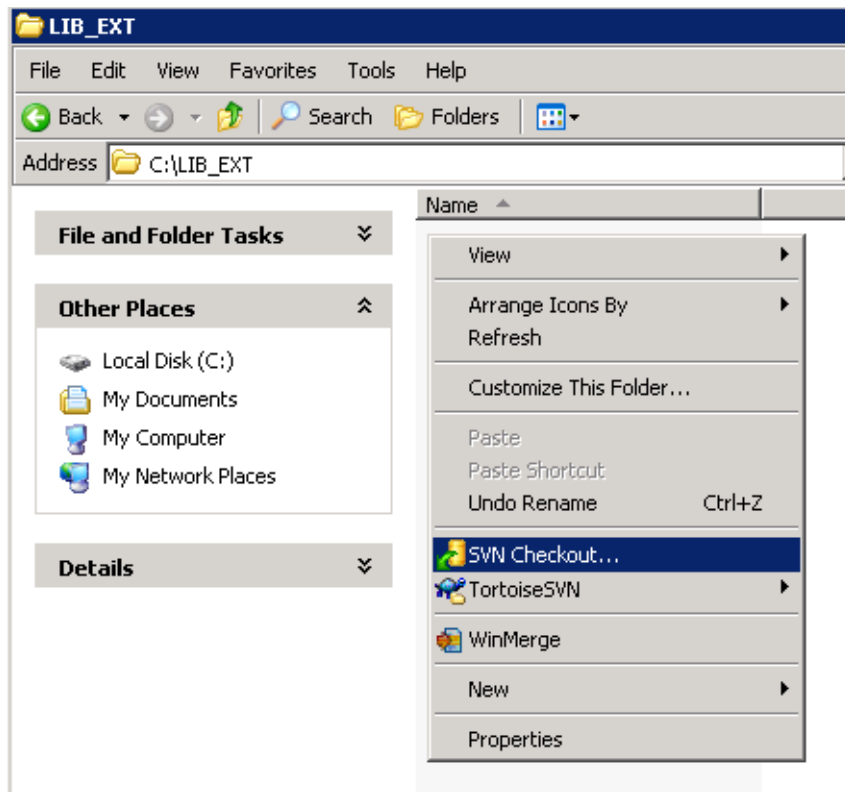 LIB_EXT
File Edit View Favorites Tools Help
Back Search Folders
Address C:\LIB_EXT
Name
File and Folder Tasks
Other Places
Local Disk (C:)
My Documents
My Computer
My Network Places
Details
View
Arrange Icons By
Refresh
Customize This Folder...
Paste
Paste Shortcut
Undo Rename Ctrl+Z
SVN Checkout...
TortoiseSVN
WinMerge
New
Properties